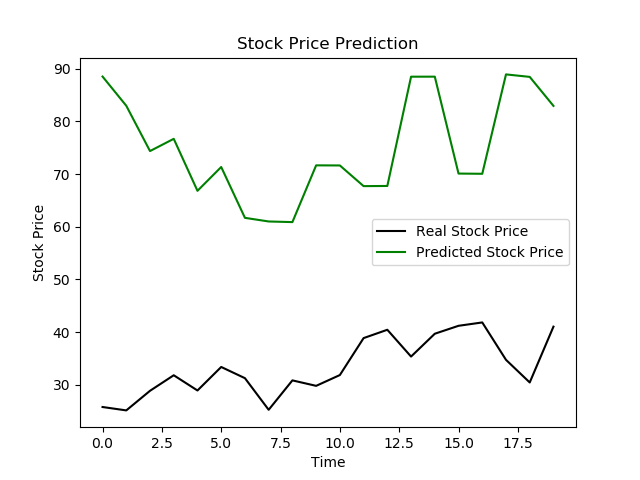 Stock Price Prediction
90
80
70
60
50
40
30
Stock Price
Real Stock Price
Predicted Stock Price
0.0 2.5 5.0 7.5 10.0 12.5 15.0 17.5
Time